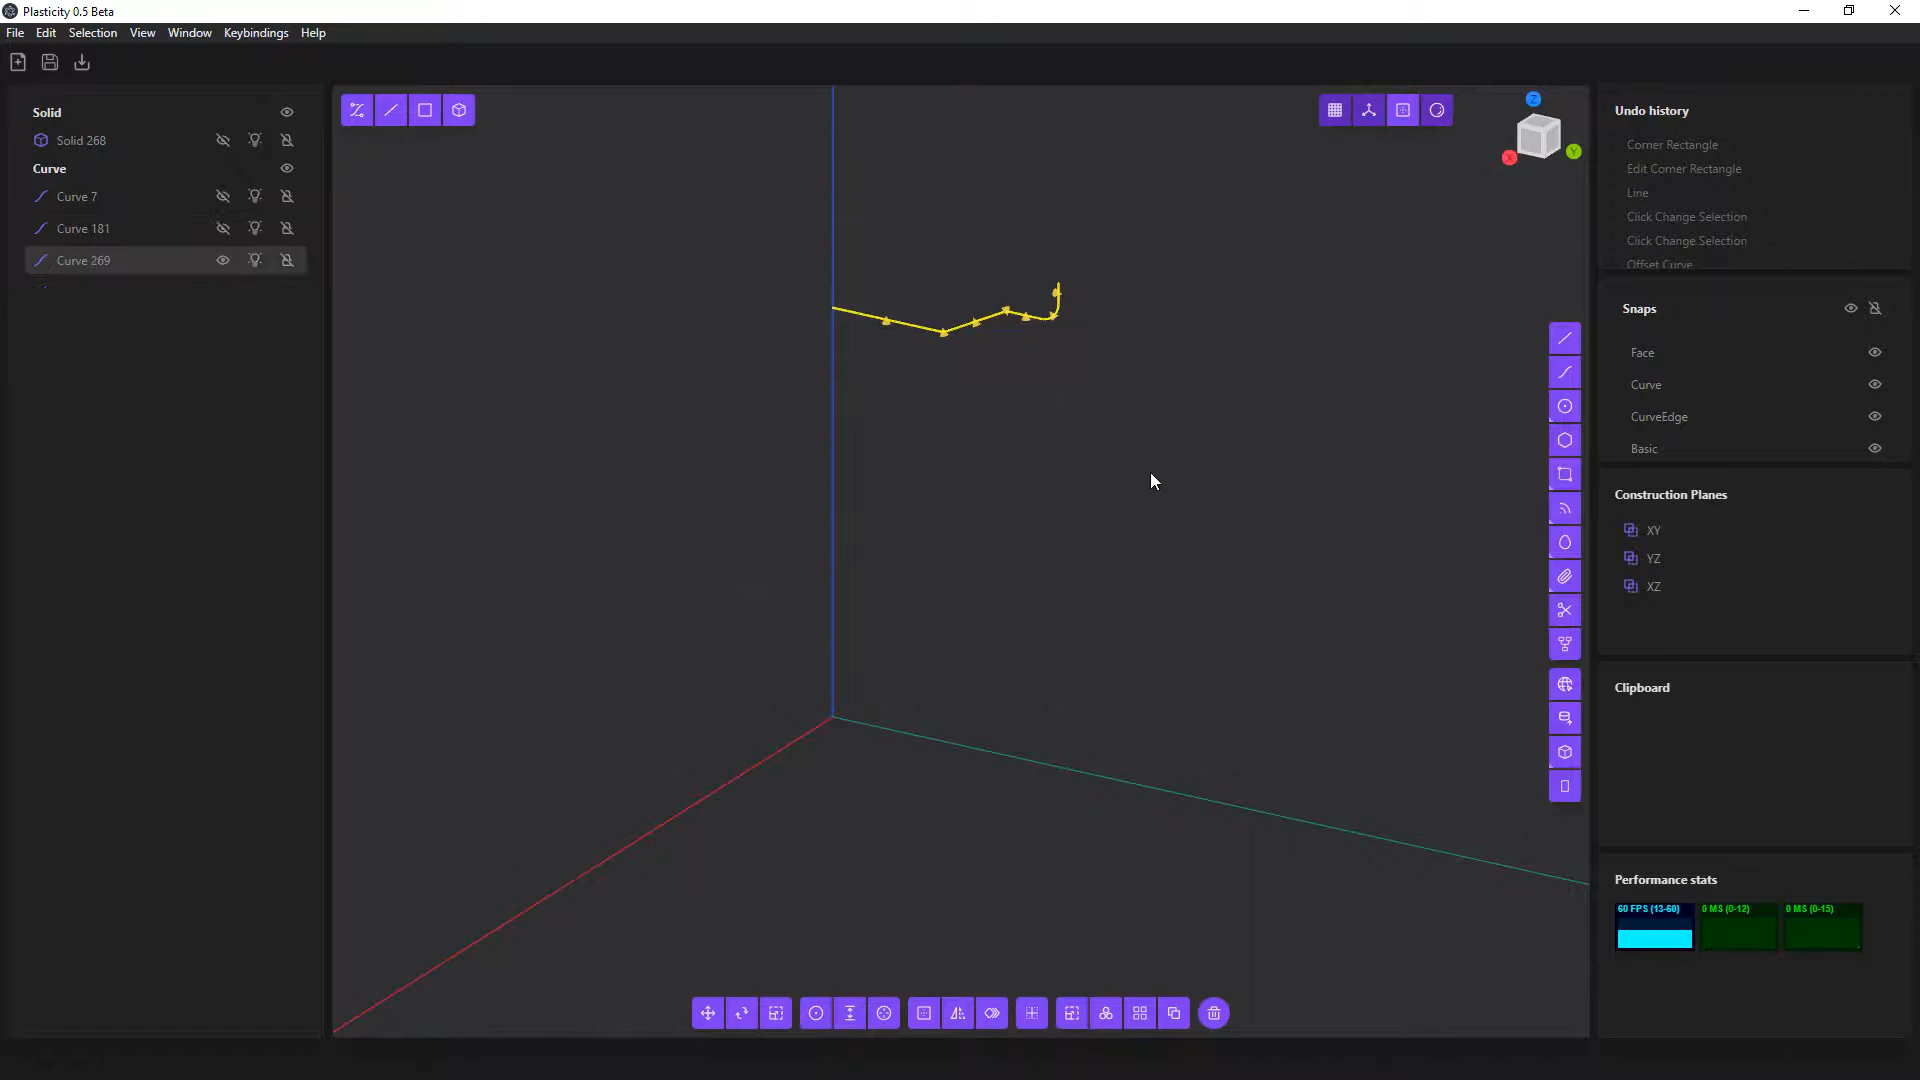 Plasticity 0.5 Beta
File Edit Selection View Window Keybindings Help
Solid
Solid 268
Curve
Curve 7
Curve 181
Curve 269
Z
X
Y
Undo history
Corner Rectangle
Edit Corner Rectangle
Line
Click Change Selection
Click Change Selection
Offset Curve
Snaps
Face
Curve
CurveEdge
Basic
Construction Planes
XY
YZ
XZ
Clipboard
Performance stats
60 FPS (13-60) 0 MS (0-12) 0 MS (0-15)